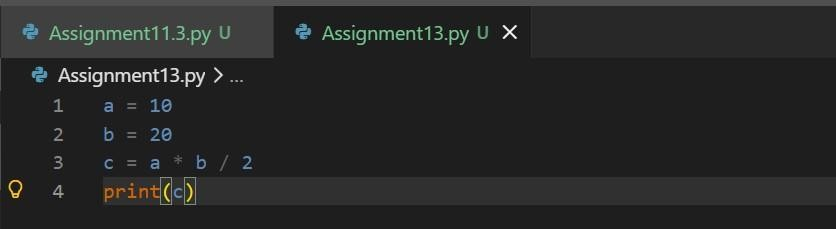 Assignment11.3.py U Assignment13.py U
Assignment13.py > ...
1 a = 10
2 b = 20
3 c = a * b / 2
4 print(c)